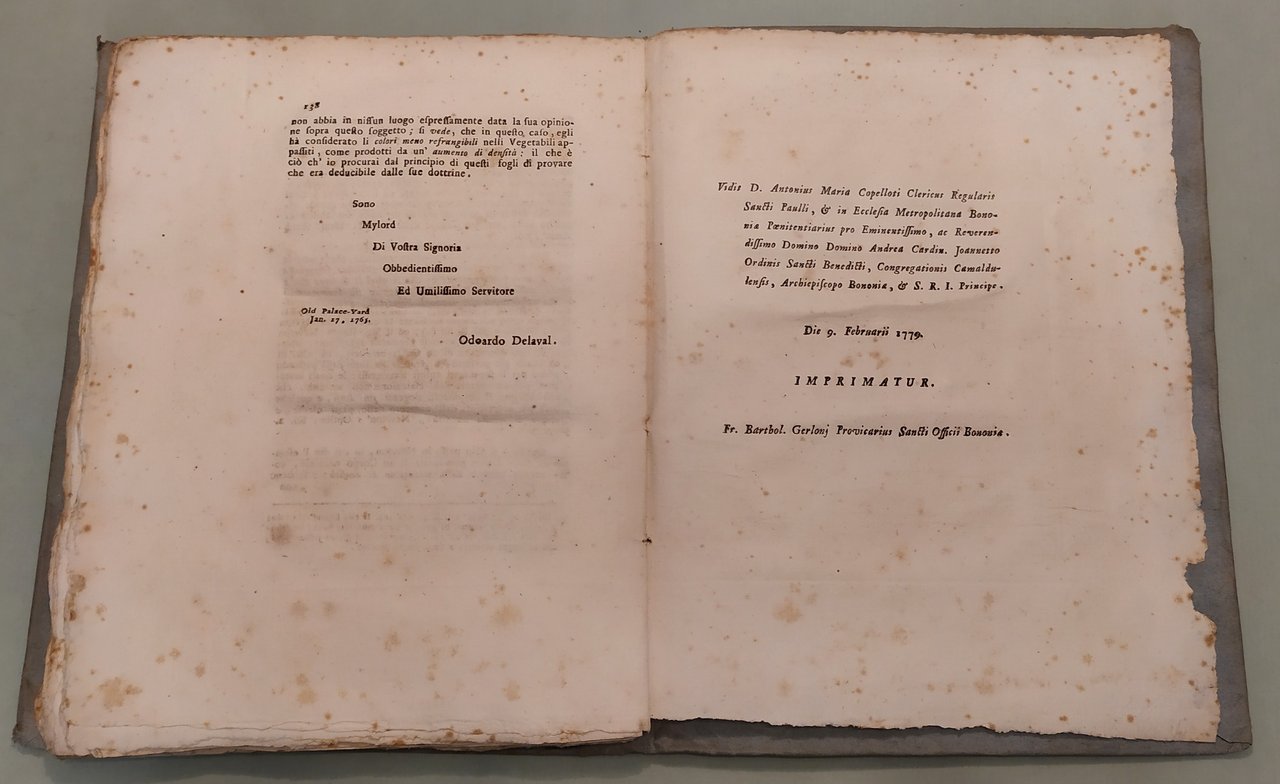 138
non abbia in niſſun luogo eſpreſſamente data la ſua opinio-
ne ſopra queſto ſoggetto; ſi vede, che in queſto caſo, egli
hà conſiderato li colori meno refrangibili nelli Vegetabili ap-
paſſiti, come prodotti da un' aumento di denſità: il che è
ciò ch' io procurai dal principio di queſti fogli di provare
che era deducibile dalle ſue dottrine.
Sono
Mylord
Di Voſtra Signoria
Obbedientiſſimo
Ed Umiliſſimo Servitore
Old Palace-Yard
Jan. 17, 1765.
Odoardo Delaval.
Vidit D. Antonius Maria Copelloti Clericus Regularis
Sancti Paulli, & in Eccleſia Metropolitana Bono-
niæ Pœnitentiarius pro Eminentiſſimo, ac Reveren-
diſſimo Domino Domino Andrea Cardin. Joannetto
Ordinis Sancti Benedicti, Congregationis Camaldu-
lenſis, Archiepiſcopo Bononiæ, & S. R. I. Principe.
Die 9. Februarii 1779.
IMPRIMATUR.
Fr. Barthol. Gerlonj Provicarius Sancti Officii Bononiæ.